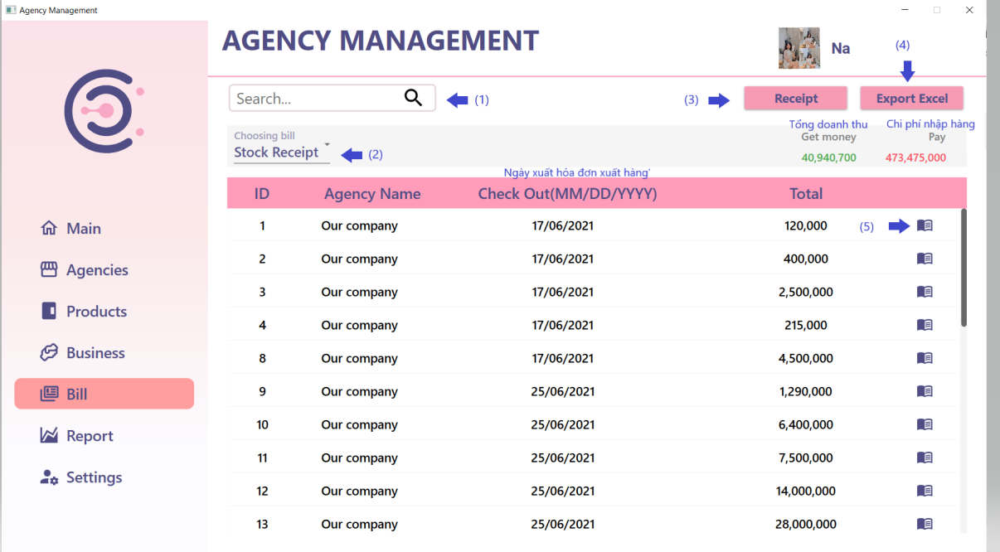 Agency Management
AGENCY MANAGEMENT
Na
(4)
Search...
(1)
(3)
Receipt
Export Excel
Tổng doanh thu
Chi phí nhập hàng
Choosing bill
Get money
Pay
Stock Receipt
(2)
40,940,700
473,475,000
Ngày xuất hóa đơn xuất hàng'
ID Agency Name Check Out(MM/DD/YYYY) Total
1 Our company 17/06/2021 120,000 (5)
2 Our company 17/06/2021 400,000
3 Our company 17/06/2021 2,500,000
4 Our company 17/06/2021 215,000
8 Our company 17/06/2021 4,500,000
9 Our company 25/06/2021 1,290,000
10 Our company 25/06/2021 6,400,000
11 Our company 25/06/2021 7,500,000
12 Our company 25/06/2021 14,000,000
13 Our company 25/06/2021 28,000,000
Main
Agencies
Products
Business
Bill
Report
Settings